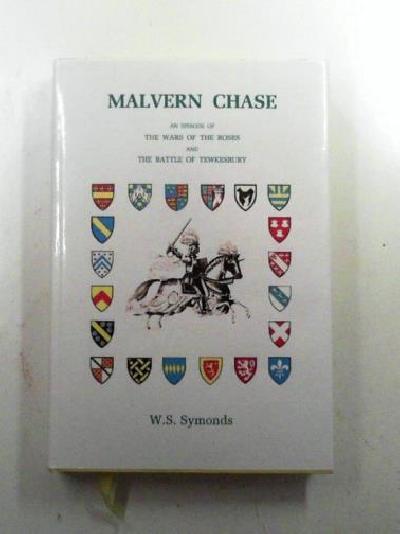 MALVERN CHASE
AN EPISODE OF
THE WARS OF THE ROSES
AND
THE BATTLE OF TEWKESBURY
W.S. Symonds